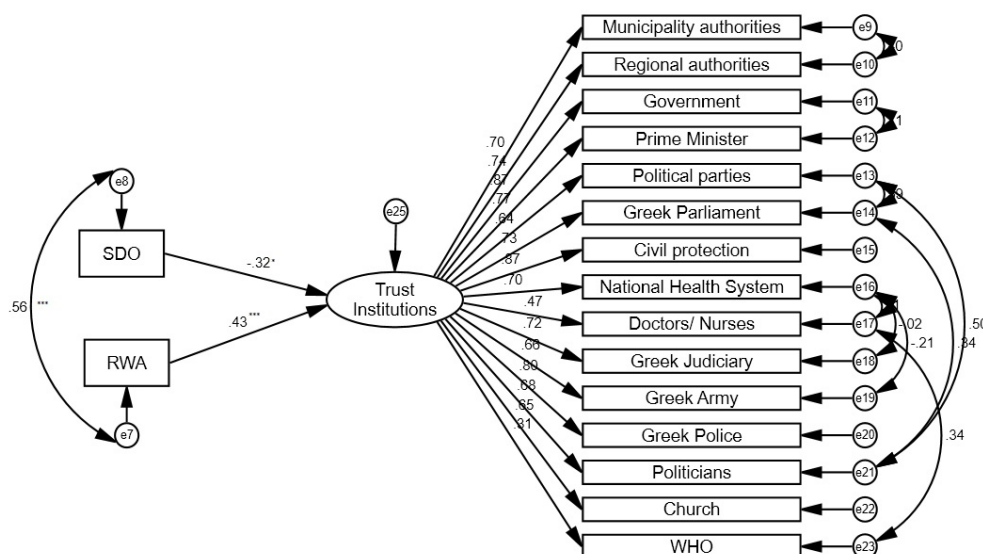 Municipality authorities
e9
Regional authorities
e10
Government
e11
Prime Minister
e12
Political parties
e13
Greek Parliament
e14
Civil protection
e15
National Health System
e16
Doctors/ Nurses
e17
Greek Judiciary
e18
Greek Army
e19
Greek Police
e20
Politicians
e21
Church
e22
WHO
e23
.70
.74
.87
.77
.64
.73
.87
.70
.47
.72
.66
.80
.68
.65
.31
e8
SDO
-.32*
.56 ***
.43***
RWA
e7
e25
Trust
Institutions
-.02
-.21
.50
.34
.34